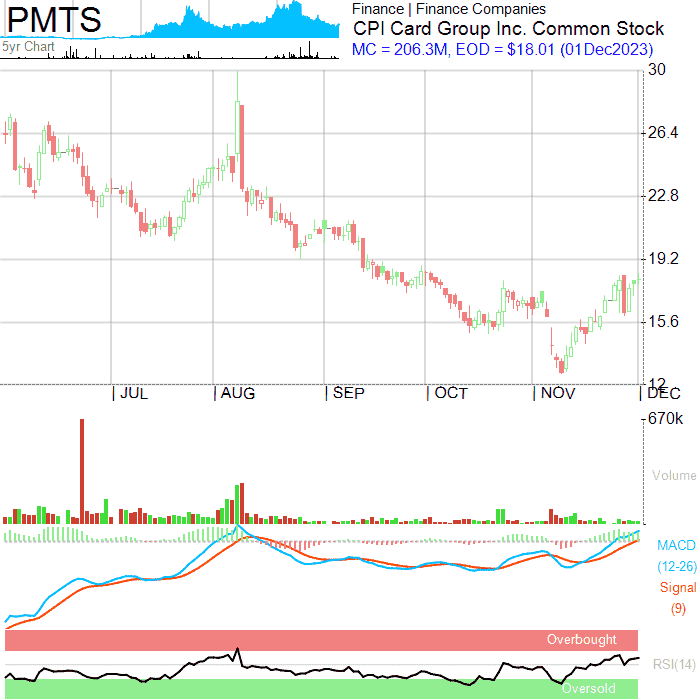 PMTS
5yr Chart
Finance | Finance Companies
CPI Card Group Inc. Common Stock
MC = 206.3M, EOD = $18.01 (01Dec2023)
30
26.4
22.8
19.2
15.6
12
| JUL | AUG | SEP | OCT | NOV | DEC
670k
Volume
MACD
(12-26)
Signal
(9)
Overbought
RSI(14)
Oversold